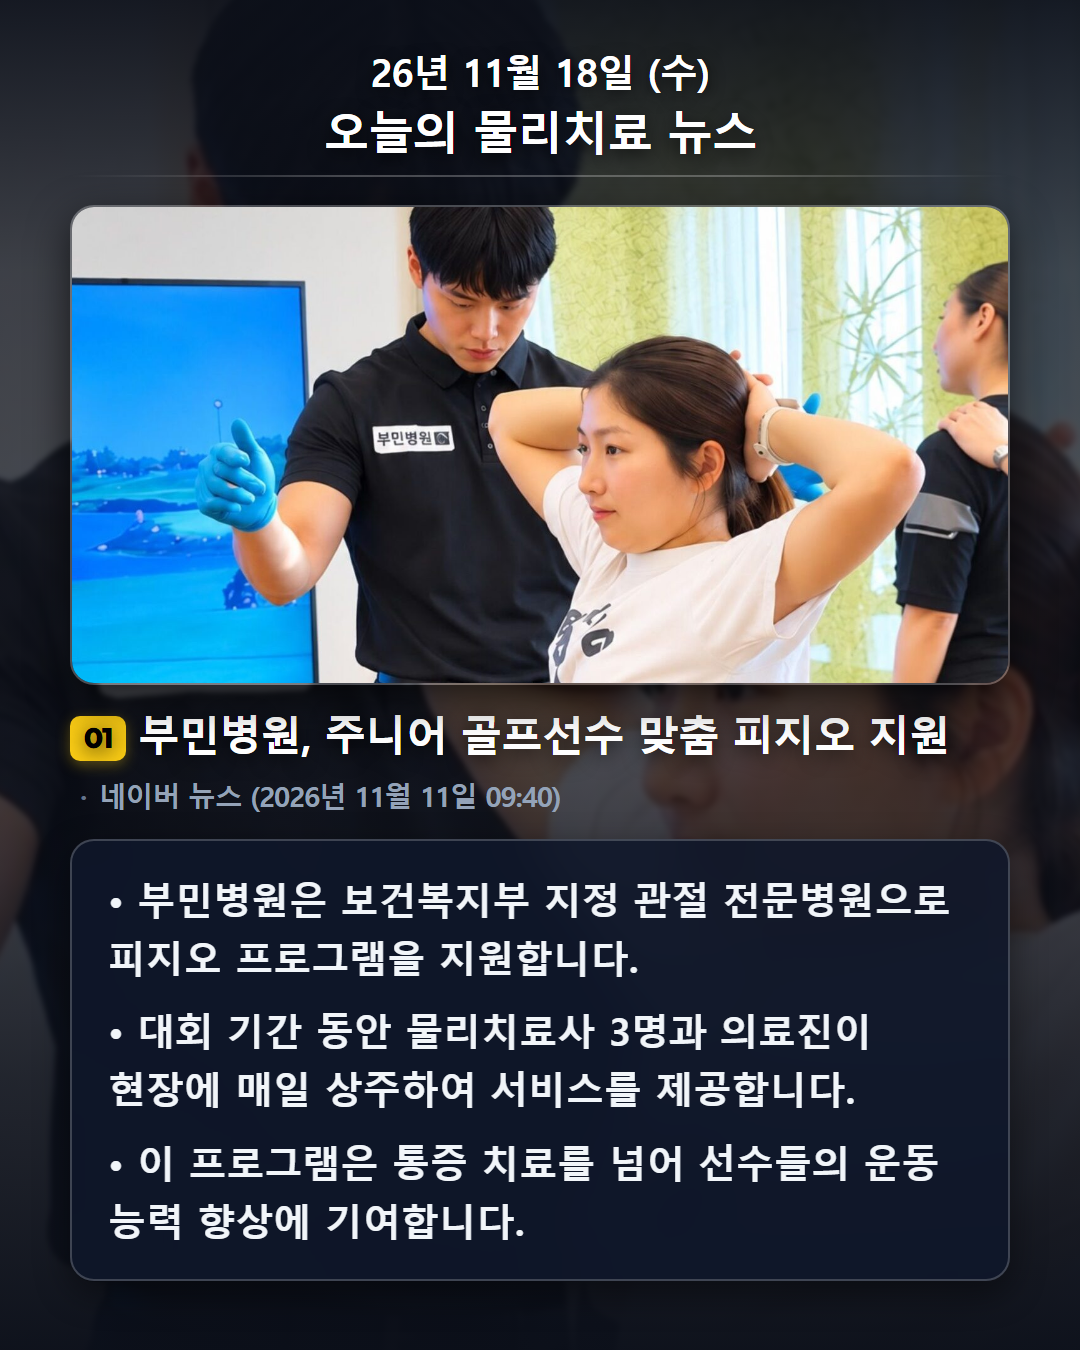 26년 11월 18일 (수)
오늘의 물리치료 뉴스
부민병원
01 부민병원, 주니어 골프선수 맞춤 피지오 지원
· 네이버 뉴스 (2026년 11월 11일 09:40)
• 부민병원은 보건복지부 지정 관절 전문병원으로
피지오 프로그램을 지원합니다.
• 대회 기간 동안 물리치료사 3명과 의료진이
현장에 매일 상주하여 서비스를 제공합니다.
• 이 프로그램은 통증 치료를 넘어 선수들의 운동
능력 향상에 기여합니다.